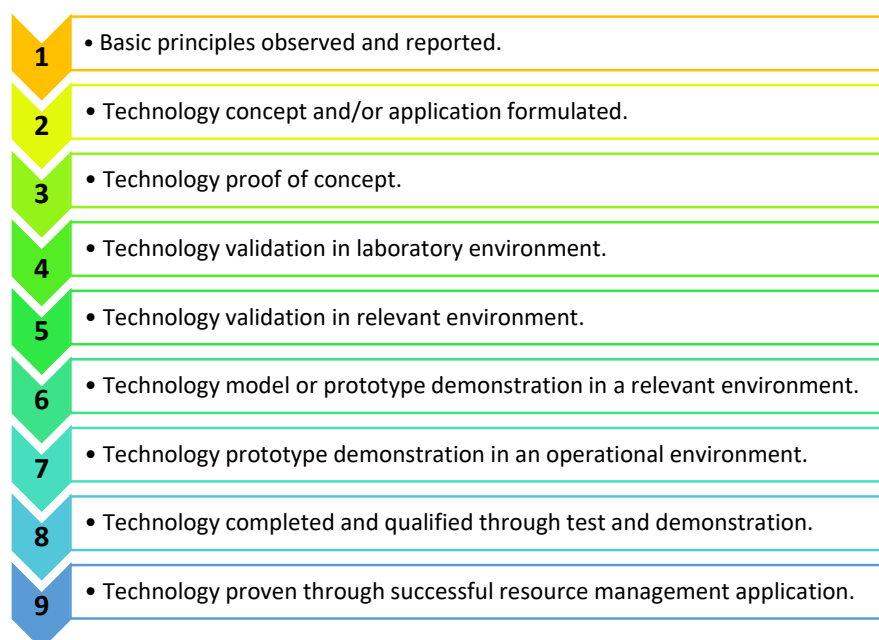 1 • Basic principles observed and reported.
2 • Technology concept and/or application formulated.
3 • Technology proof of concept.
4 • Technology validation in laboratory environment.
5 • Technology validation in relevant environment.
6 • Technology model or prototype demonstration in a relevant environment.
7 • Technology prototype demonstration in an operational environment.
8 • Technology completed and qualified through test and demonstration.
9 • Technology proven through successful resource management application.